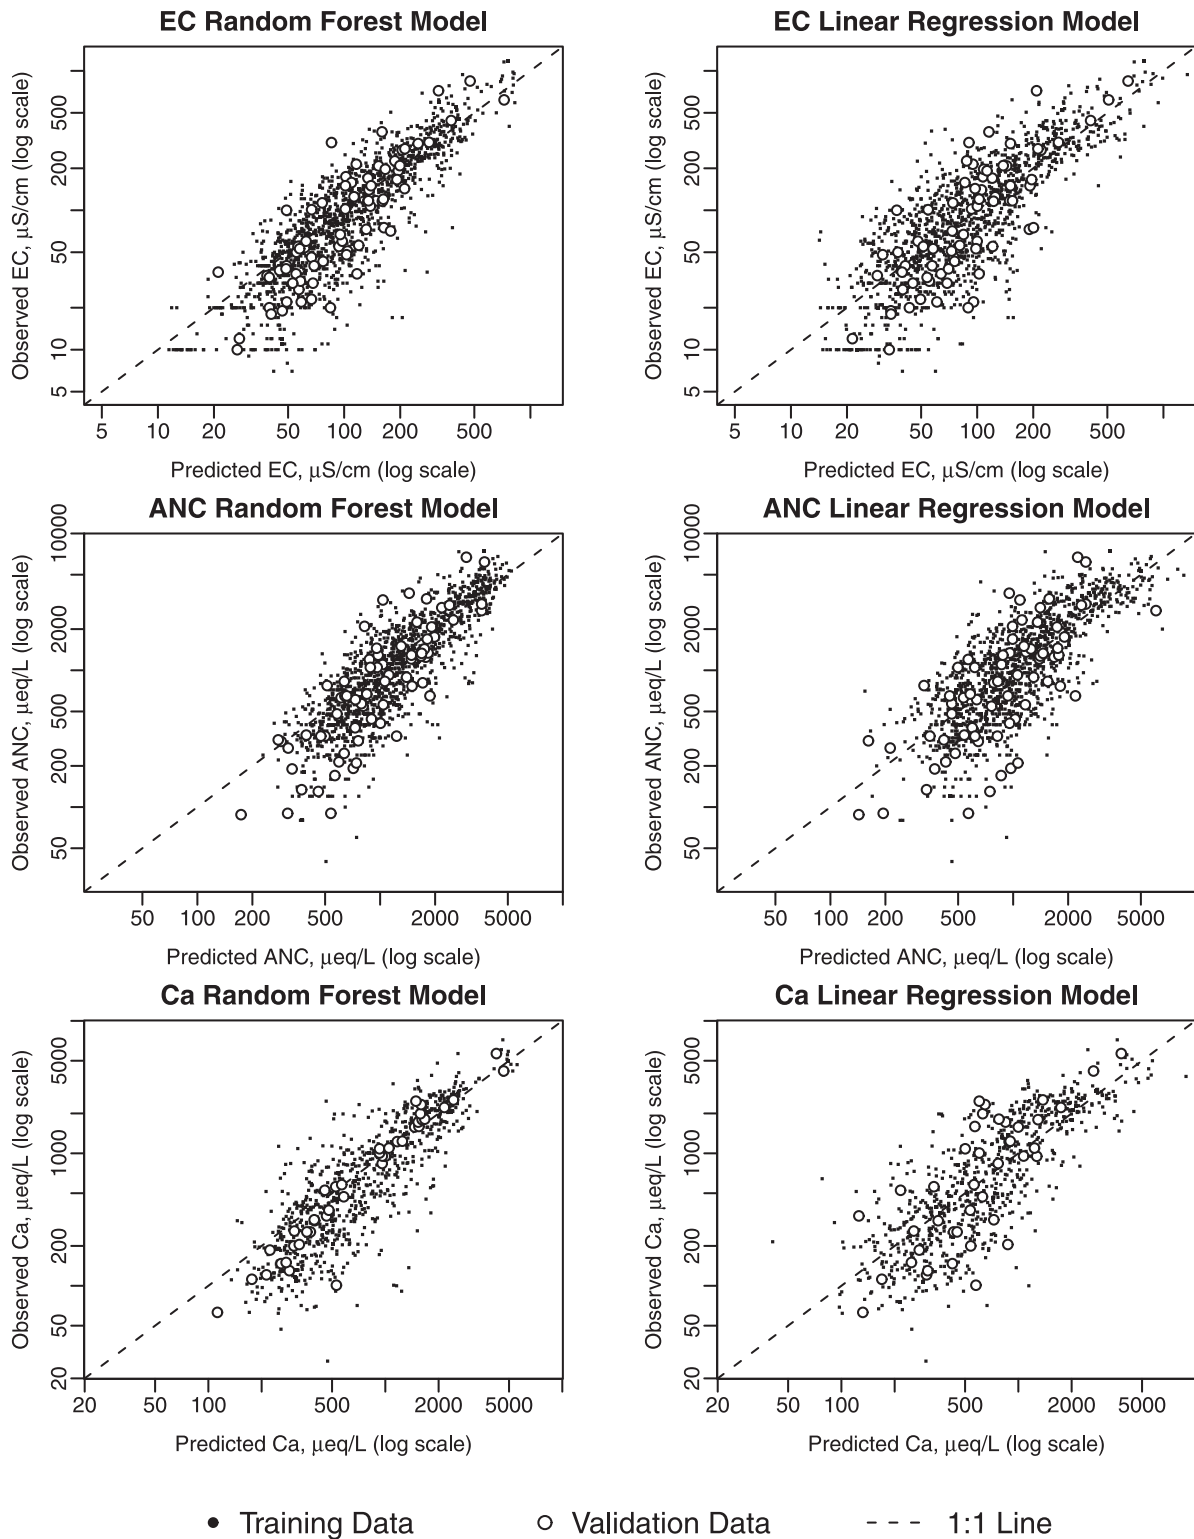 EC Random Forest Model
Observed EC, μS/cm (log scale)
5 10 50 200 500
5 10 20 50 100 200 500
Predicted EC, μS/cm (log scale)
EC Linear Regression Model
Observed EC, μS/cm (log scale)
5 10 50 200 500
5 10 20 50 100 200 500
Predicted EC, μS/cm (log scale)
ANC Random Forest Model
Observed ANC, μeq/L (log scale)
50 200 500 2000 10000
50 100 200 500 2000 5000
Predicted ANC, μeq/L (log scale)
ANC Linear Regression Model
Observed ANC, μeq/L (log scale)
50 200 500 2000 10000
50 100 200 500 2000 5000
Predicted ANC, μeq/L (log scale)
Ca Random Forest Model
Observed Ca, μeq/L (log scale)
20 50 200 1000 5000
20 50 100 500 2000 5000
Predicted Ca, μeq/L (log scale)
Ca Linear Regression Model
Observed Ca, μeq/L (log scale)
20 50 200 1000 5000
20 50 100 500 2000 5000
Predicted Ca, μeq/L (log scale)
Training Data Validation Data 1:1 Line